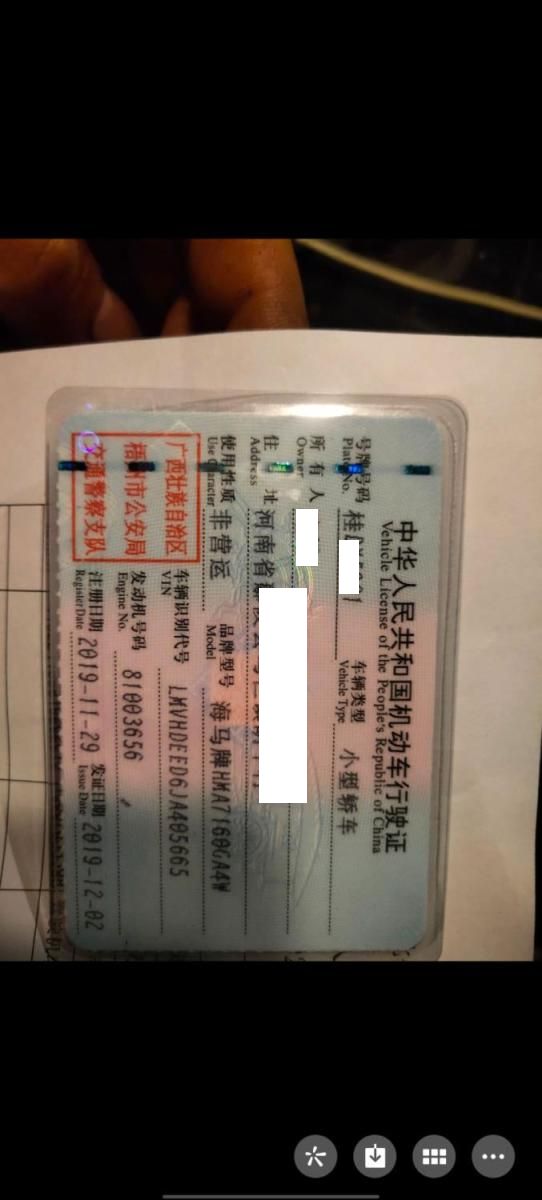 中华人民共和国机动车行驶证
Vehicle License of the People's Republic of China
号牌号码 桂
Plate No.
车辆类型 小型轿车
Vehicle Type
所有人
Owner
住址 河南省
Address
使用性质 非营运
Use Character
品牌型号 海马牌HMA7160GA4W
Model
广西壮族自治区
梧州市公安局
交通警察支队
车辆识别代号 LMVHDEED6JA405665
VIN
发动机号码 81003656
Engine No.
注册日期 2019-11-29
Register Date
发证日期 2019-12-02
Issue Date